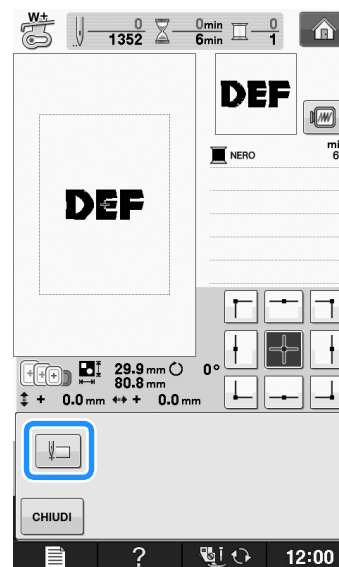 W+
0 0min 0
1352 6min 1
DEF
NERO
mi
6
DEF
29.9 mm 0°
80.8 mm
+ 0.0 mm + 0.0 mm
CHIUDI
? 12:00